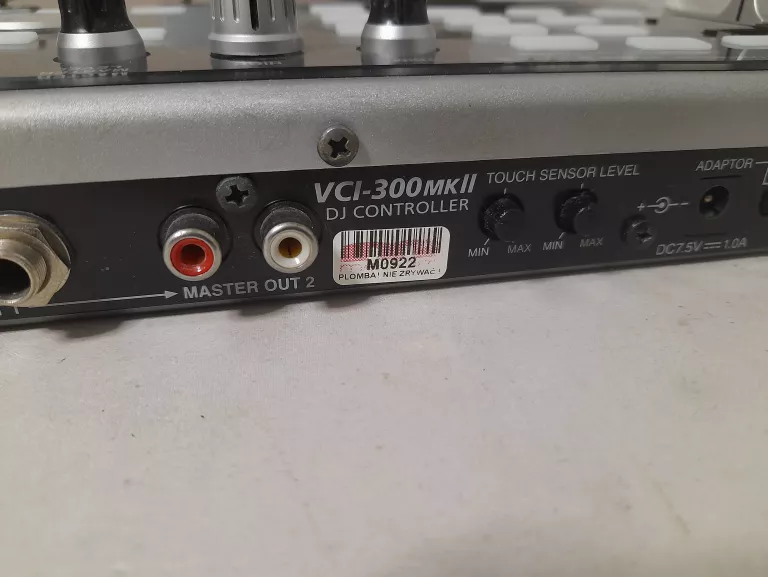 VCI-300MKII
DJ CONTROLLER
M0922
PLOMBA! NIE ZRYWAĆ!
MASTER OUT 2
TOUCH SENSOR LEVEL
MIN MAX MIN MAX
ADAPTOR
+ -
DC7.5V 1.0A